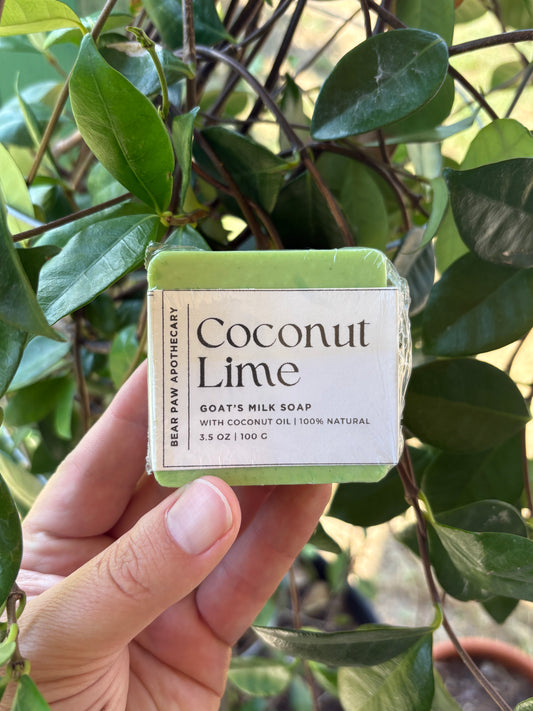 BEAR PAW APOTHECARY
Coconut
Lime
GOAT'S MILK SOAP
WITH COCONUT OIL | 100% NATURAL
3.5 OZ | 100 G